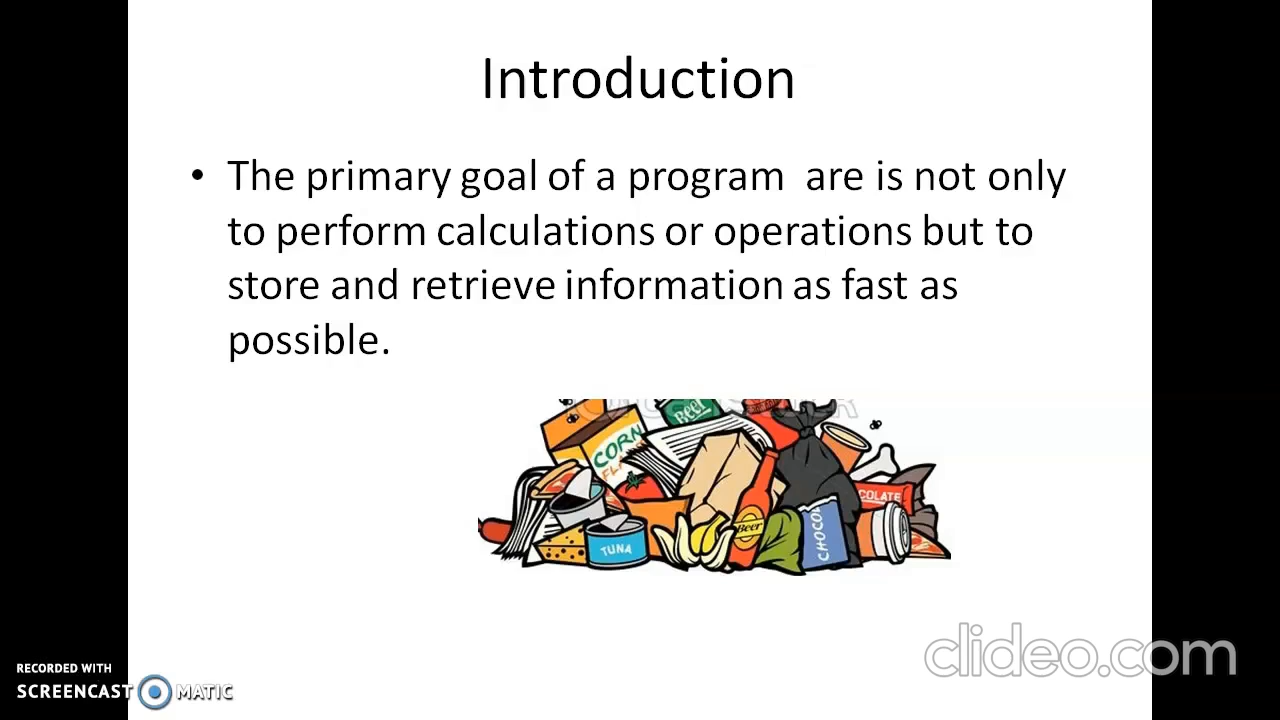 Introduction
• The primary goal of a program are is not only
to perform calculations or operations but to
store and retrieve information as fast as
possible.
Beer
CORN
TUNA
Beer
CHOCOL
COLATE
clideo.com
RECORDED WITH
SCREENCAST MATIC